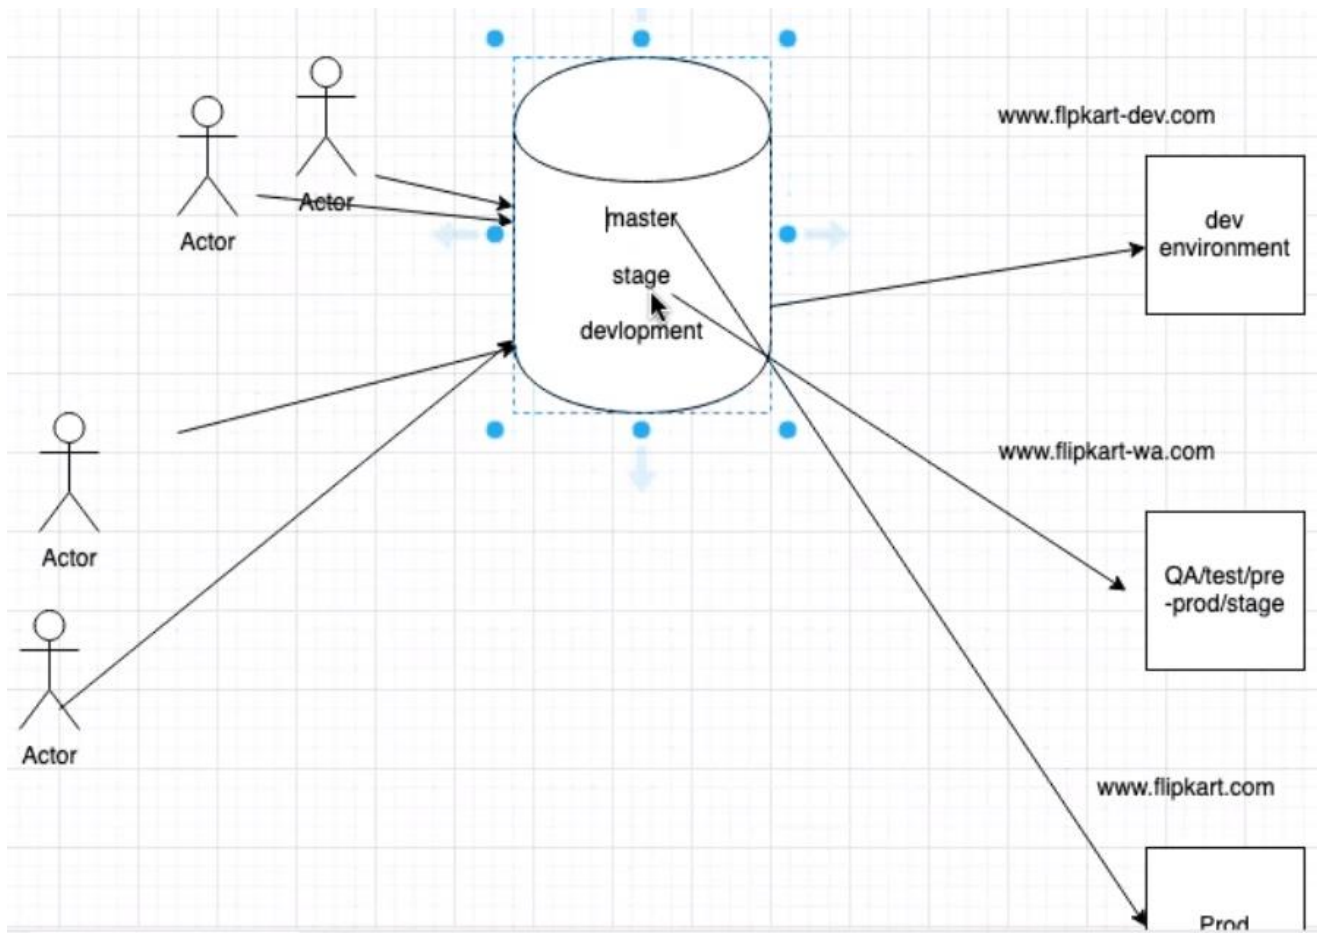 Actor
Actor
Actor
Actor
master
stage
devlopment
www.flpkart-dev.com
dev
environment
www.flipkart-wa.com
QA/test/pre
-prod/stage
www.flipkart.com
Prod